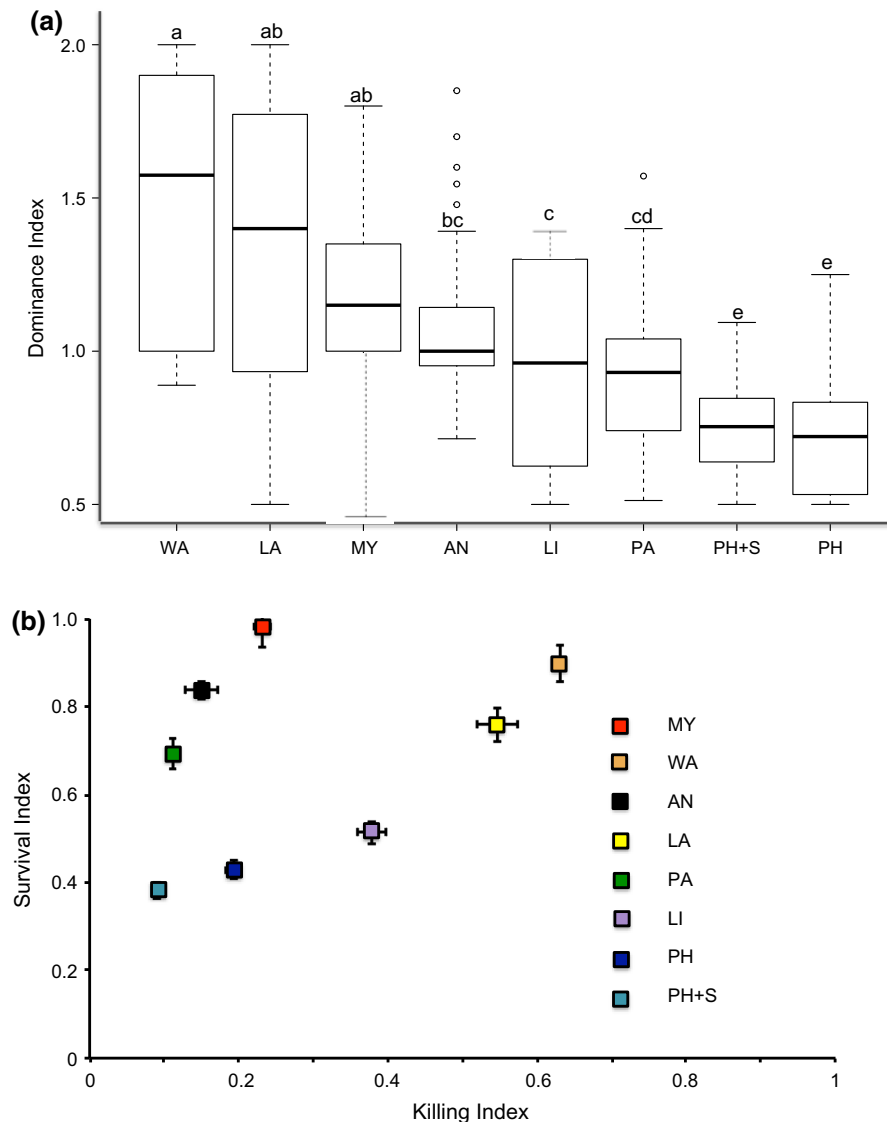 (a)
a
ab
ab
bc
c
cd
e
e
2.0
1.5
1.0
0.5
Dominance Index
WA LA MY AN LI PA PH+S PH
(b)
1.0
0.8
0.6
0.4
0.2
0
Survival Index
MY
WA
AN
LA
PA
LI
PH
PH+S
0 0.2 0.4 0.6 0.8 1
Killing Index